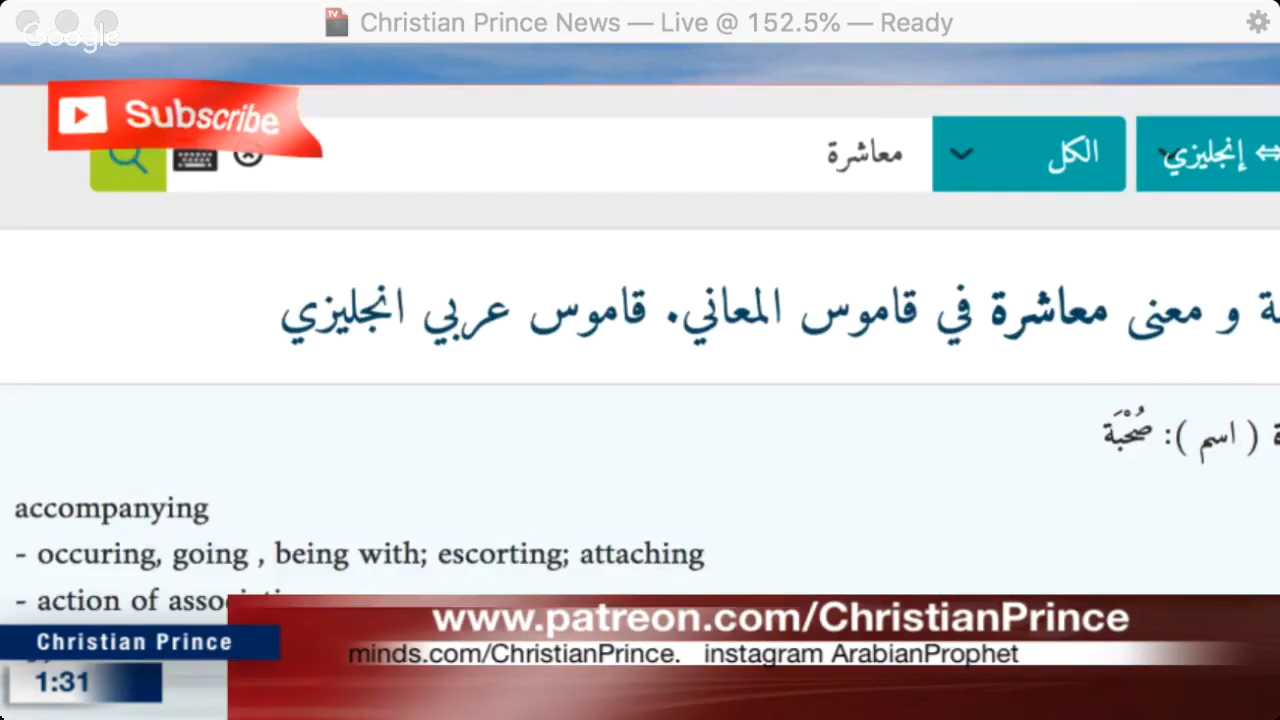 Christian Prince News — Live @ 152.5% — Ready
Google
Subscribe
معاشرة
الكل
⇔ إنجليزي
و معنى معاشرة في قاموس المعاني. قاموس عربي انجليزي
( اسم ): صُحْبَة
accompanying
- occuring, going , being with; escorting; attaching
- action of
www.patreon.com/ChristianPrince
Christian Prince
minds.com/ChristianPrince. instagram ArabianProphet
1:31